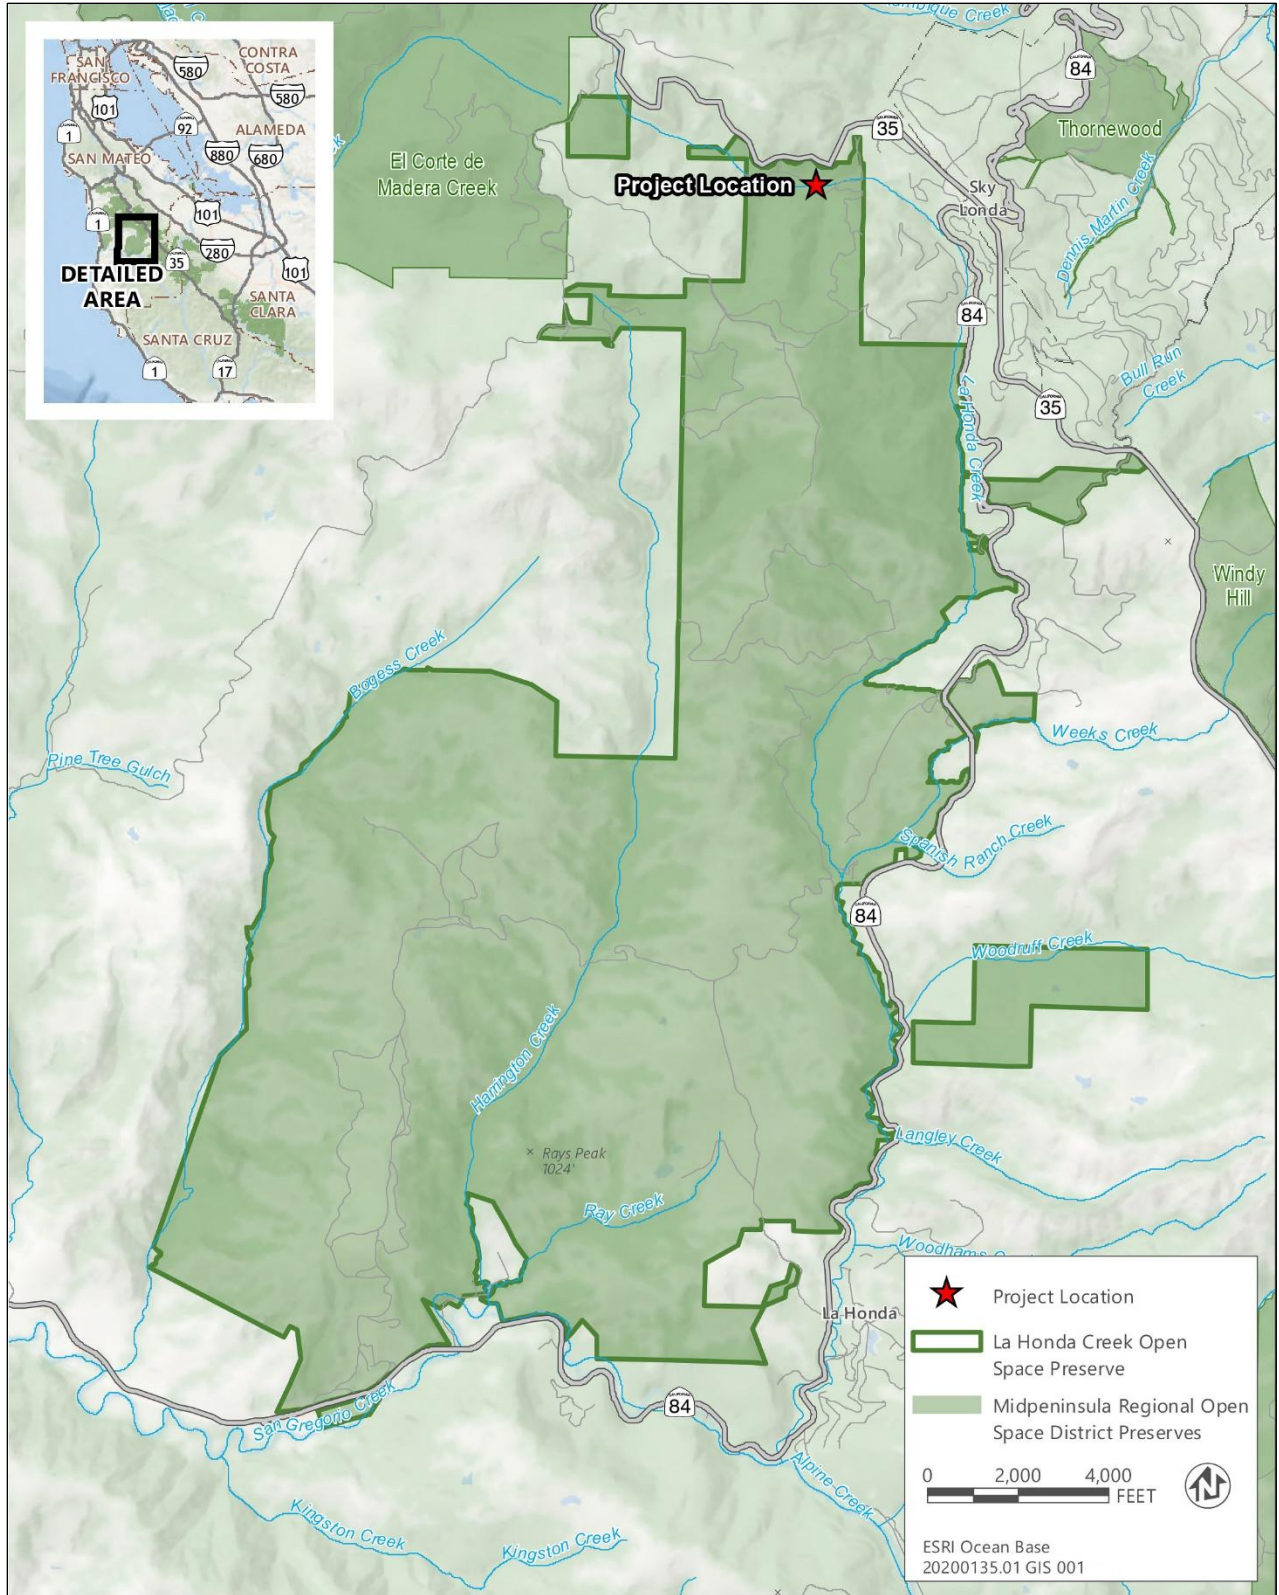 SAN
FRANCISCO
CONTRA
COSTA
580
580
101
1
92
ALAMEDA
SAN MATEO
880
680
101
1
280
35
101
DETAILED
AREA
SANTA
CLARA
SANTA CRUZ
1
17
84
35
Thornewood
El Corte de
Madera Creek
Project Location
Sky
Londa
Dennis Martin Creek
84
Bull Run
Creek
35
La Honda Creek
Windy
Hill
Bogess Creek
Weeks Creek
Pine Tree Gulch
Spanish Ranch Creek
84
Woodruff Creek
Harrington Creek
Langley Creek
Rays Peak
1024'
Ray Creek
Woodhams
La Honda
84
San Gregorio Creek
Alpine Creek
Kingston Creek
Kingston Creek
Project Location
La Honda Creek Open
Space Preserve
Midpeninsula Regional Open
Space District Preserves
0 2,000 4,000
FEET
N
ESRI Ocean Base
20200135.01 GIS 001